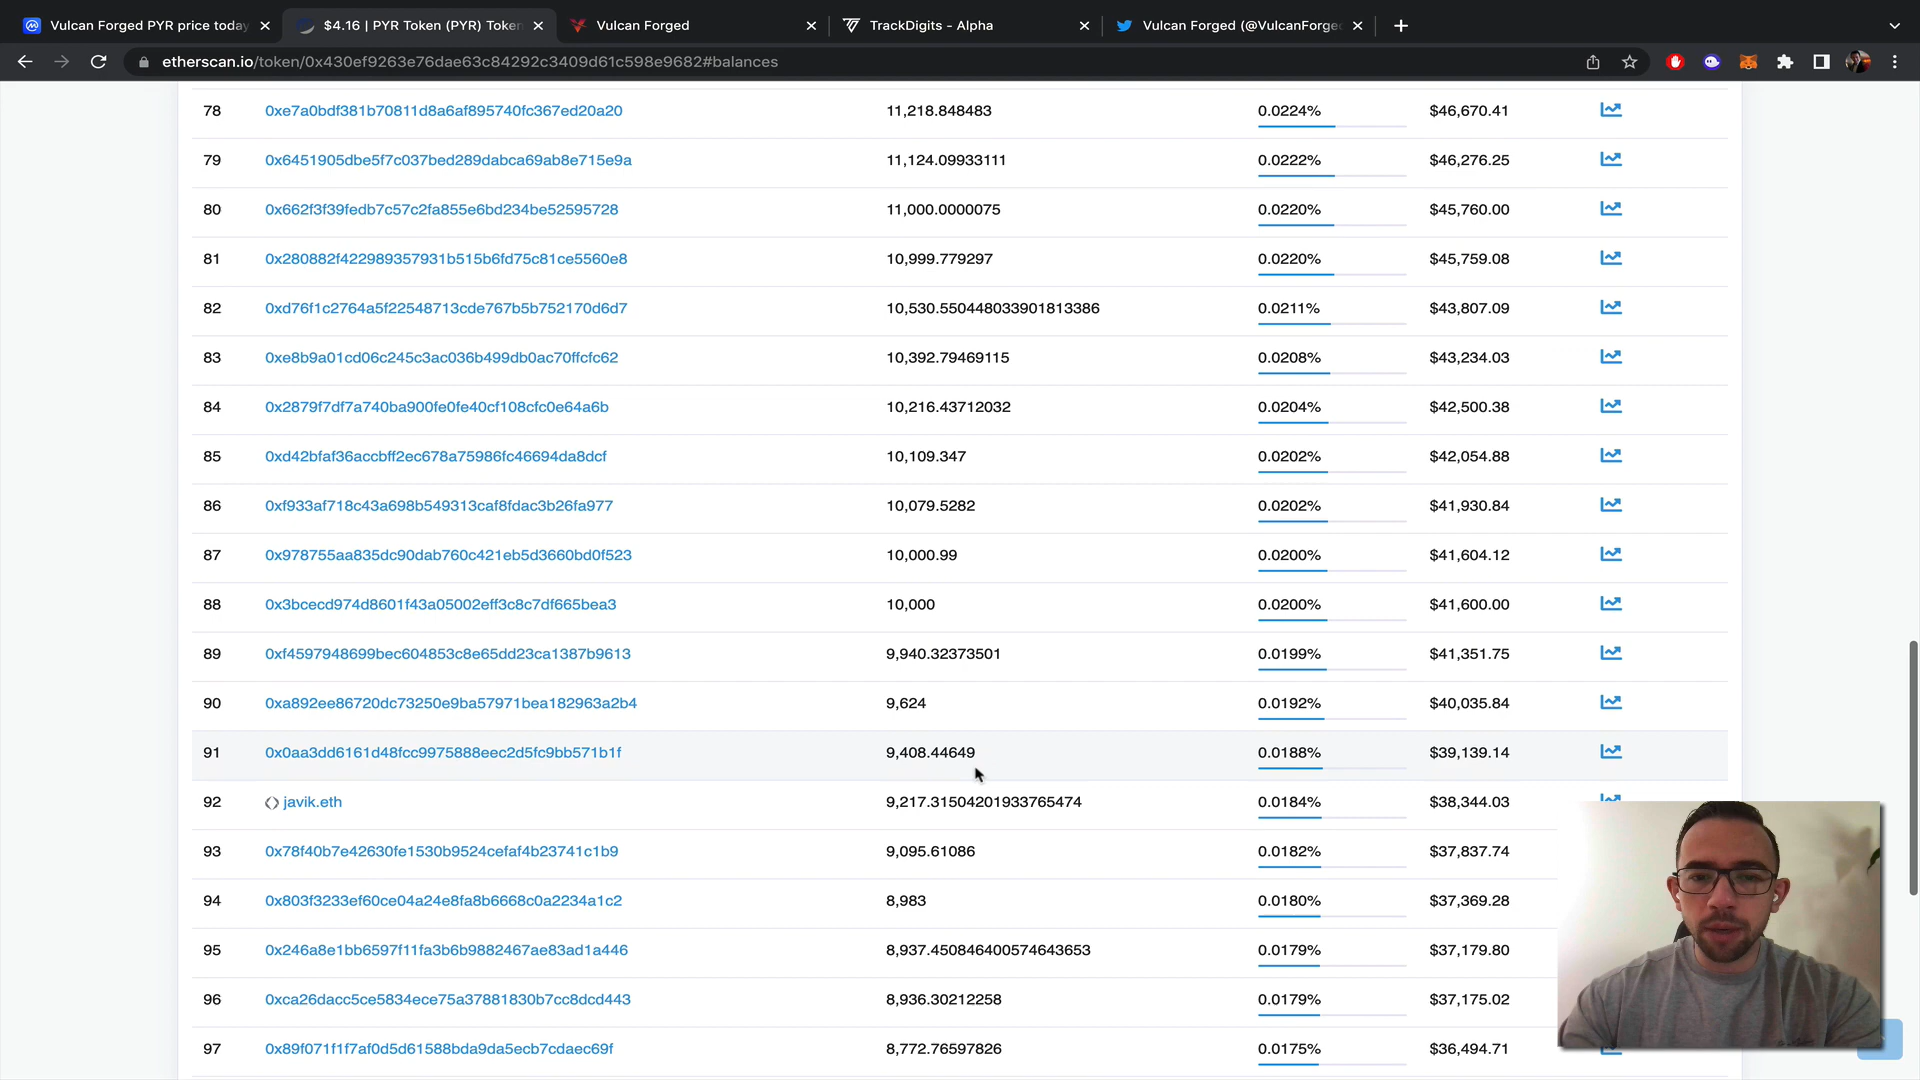 Vulcan Forged PYR price today
$4.16 | PYR Token (PYR) Token
Vulcan Forged
TrackDigits - Alpha
Vulcan Forged (@VulcanForge
etherscan.io/token/0x430ef9263e76dae63c84292c3409d61c598e9682#balances
78 0xe7a0bdf381b70811d8a6af895740fc367ed20a20 11,218.848483 0.0224% $46,670.41
79 0x6451905dbe5f7c037bed289dabca69ab8e715e9a 11,124.09933111 0.0222% $46,276.25
80 0x662f3f39fedb7c57c2fa855e6bd234be52595728 11,000.0000075 0.0220% $45,760.00
81 0x280882f422989357931b515b6fd75c81ce5560e8 10,999.779297 0.0220% $45,759.08
82 0xd76f1c2764a5f22548713cde767b5b752170d6d7 10,530.550448033901813386 0.0211% $43,807.09
83 0xe8b9a01cd06c245c3ac036b499db0ac70ffcfc62 10,392.79469115 0.0208% $43,234.03
84 0x2879f7df7a740ba900fe0fe40cf108cfc0e64a6b 10,216.43712032 0.0204% $42,500.38
85 0xd42bfaf36accbff2ec678a75986fc46694da8dcf 10,109.347 0.0202% $42,054.88
86 0xf933af718c43a698b549313caf8fdac3b26fa977 10,079.5282 0.0202% $41,930.84
87 0x978755aa835dc90dab760c421eb5d3660bd0f523 10,000.99 0.0200% $41,604.12
88 0x3bcecd974d8601f43a05002eff3c8c7df665bea3 10,000 0.0200% $41,600.00
89 0xf4597948699bec604853c8e65dd23ca1387b9613 9,940.32373501 0.0199% $41,351.75
90 0xa892ee86720dc73250e9ba57971bea182963a2b4 9,624 0.0192% $40,035.84
91 0x0aa3dd6161d48fcc9975888eec2d5fc9bb571b1f 9,408.44649 0.0188% $39,139.14
92 javik.eth 9,217.31504201933765474 0.0184% $38,344.03
93 0x78f40b7e42630fe1530b9524cefaf4b23741c1b9 9,095.61086 0.0182% $37,837.74
94 0x803f3233ef60ce04a24e8fa8b6668c0a2234a1c2 8,983 0.0180% $37,369.28
95 0x246a8e1bb6597f11fa3b6b9882467ae83ad1a446 8,937.450846400574643653 0.0179% $37,179.80
96 0xca26dacc5ce5834ece75a37881830b7cc8dcd443 8,936.30212258 0.0179% $37,175.02
97 0x89f071f1f7af0d5d61588bda9da5ecb7cdaec69f 8,772.76597826 0.0175% $36,494.71